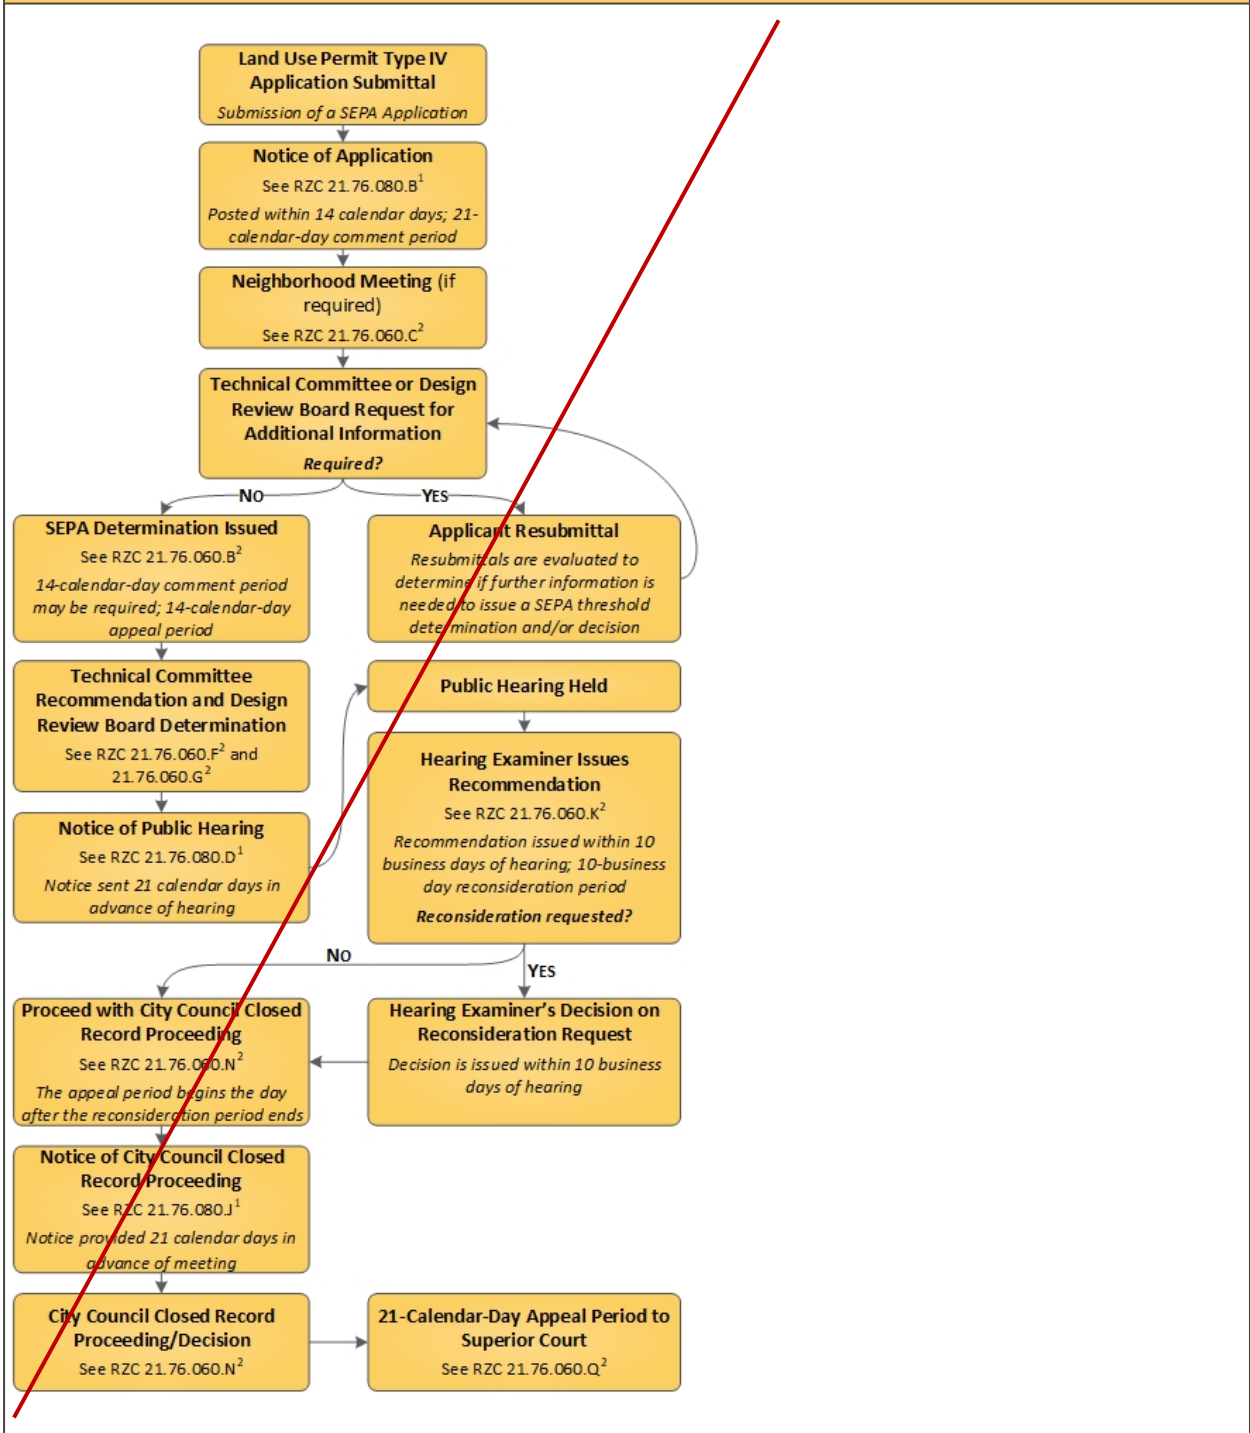 Land Use Permit Type IV
Application Submittal
Submission of a SEPA Application
Notice of Application
See RZC 21.76.080.B1
Posted within 14 calendar days; 21-
calendar-day comment period
Neighborhood Meeting (if
required)
See RZC 21.76.060.C2
Technical Committee or Design
Review Board Request for
Additional Information
Required?
NO
YES
SEPA Determination Issued
See RZC 21.76.060.B2
14-calendar-day comment period
may be required; 14-calendar-day
appeal period
Applicant Resubmittal
Resubmittals are evaluated to
determine if further information is
needed to issue a SEPA threshold
determination and/or decision
Technical Committee
Recommendation and Design
Review Board Determination
See RZC 21.76.060.F2 and
21.76.060.G2
Notice of Public Hearing
See RZC 21.76.080.D1
Notice sent 21 calendar days in
advance of hearing
Public Hearing Held
Hearing Examiner Issues
Recommendation
See RZC 21.76.060.K2
Recommendation issued within 10
business days of hearing; 10-business
day reconsideration period
Reconsideration requested?
NO
YES
Proceed with City Council Closed
Record Proceeding
See RZC 21.76.060.N2
The appeal period begins the day
after the reconsideration period ends
Hearing Examiner's Decision on
Reconsideration Request
Decision is issued within 10 business
days of hearing
Notice of City Council Closed
Record Proceeding
See RZC 21.76.080.J1
Notice provided 21 calendar days in
advance of meeting
City Council Closed Record
Proceeding/Decision
See RZC 21.76.060.N2
21-Calendar-Day Appeal Period to
Superior Court
See RZC 21.76.060.Q2